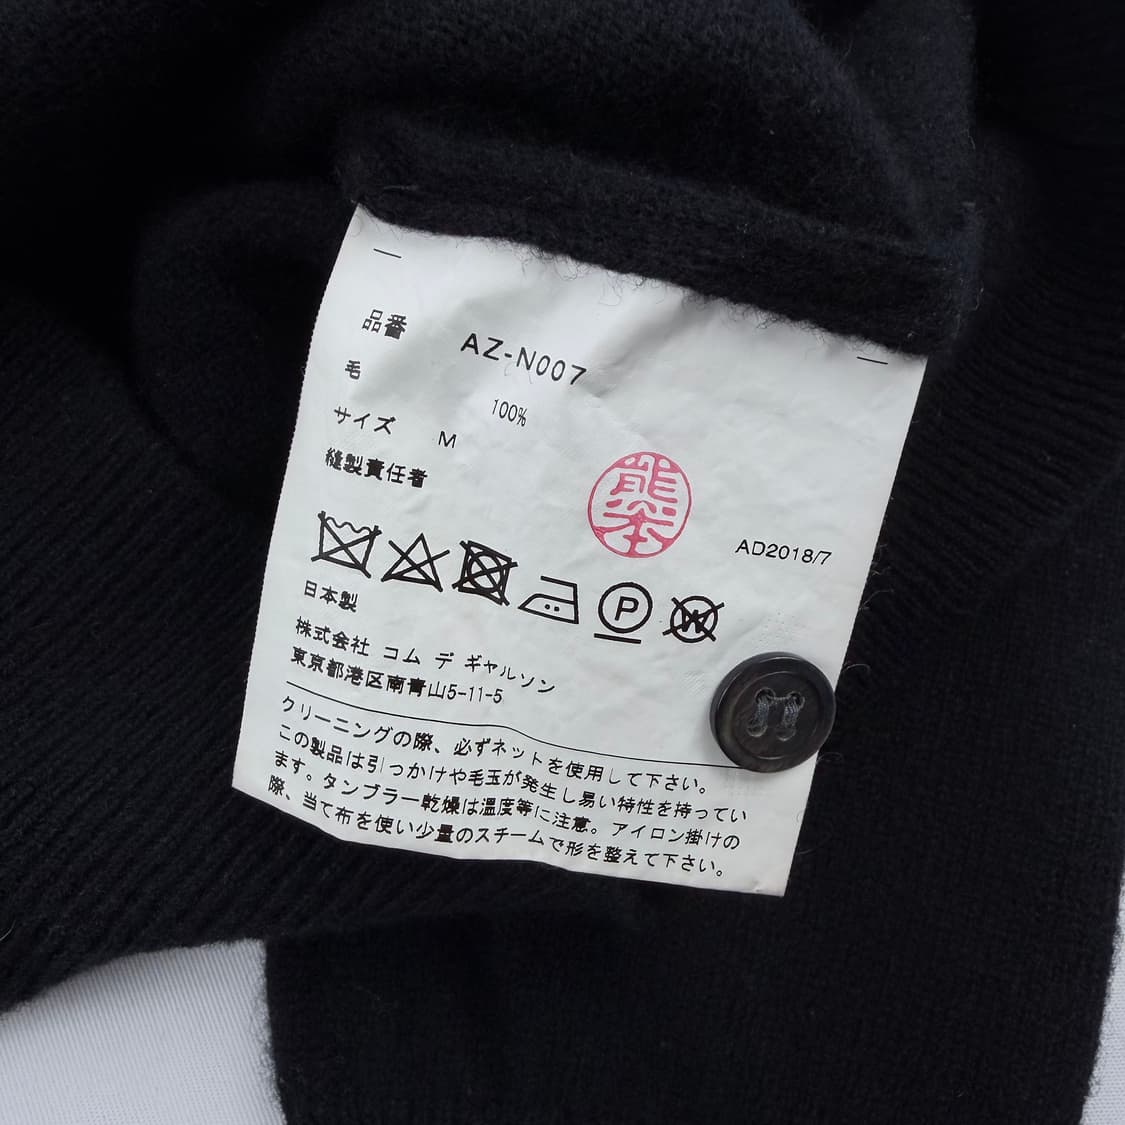 品番 AZ-N007
毛 100%
サイズ M
縫製責任者
熊本
AD2018/7
P
W
日本製
株式会社 コム デ ギャルソン
東京都港区南青山5-11-5
クリーニングの際、必ずネットを使用して下さい。
この製品は引っかけや毛玉が発生し易い特性を持ってい
ます。タンブラー乾燥は温度等に注意。アイロン掛けの
際、当て布を使い少量のスチームで形を整えて下さい。